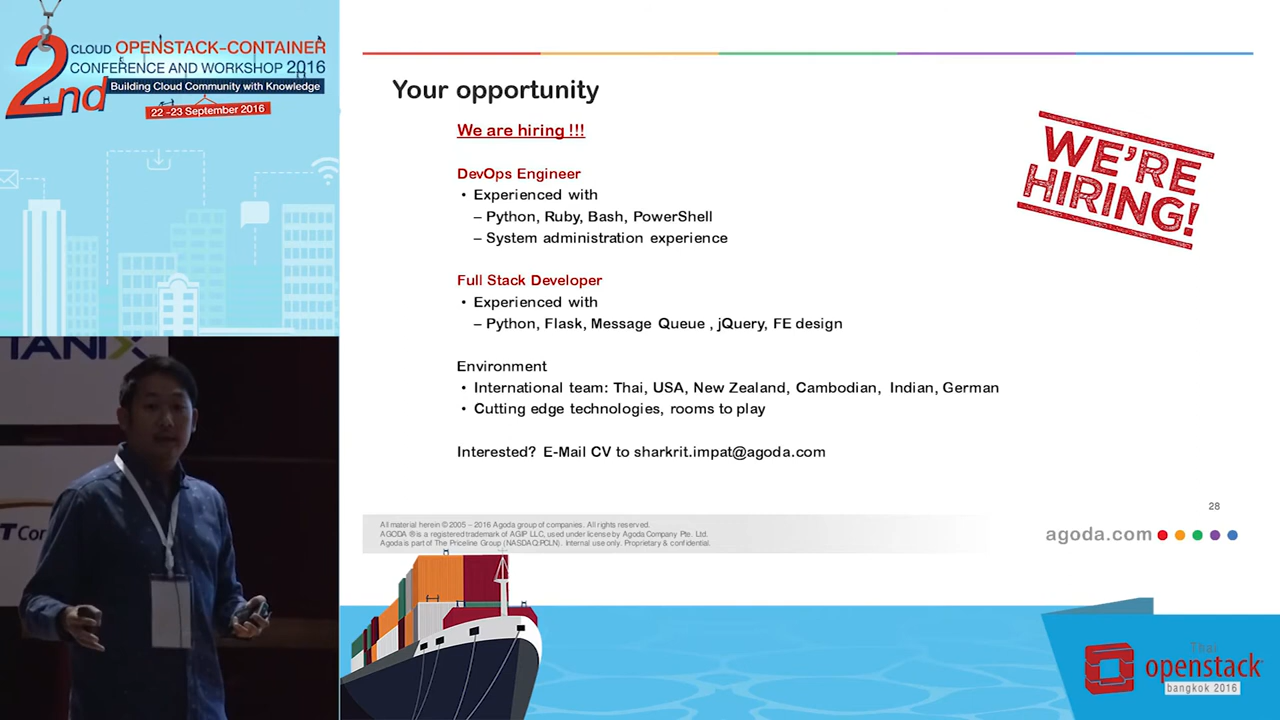 2nd
CLOUD OPENSTACK-CONTAINER
CONFERENCE AND WORKSHOP 2016
Building Cloud Community with Knowledge
22 -23 September 2016
TANIX
T Con
Your opportunity
We are hiring !!!
WE'RE
HIRING!
DevOps Engineer
• Experienced with
– Python, Ruby, Bash, PowerShell
– System administration experience
Full Stack Developer
• Experienced with
– Python, Flask, Message Queue , jQuery, FE design
Environment
• International team: Thai, USA, New Zealand, Cambodian, Indian, German
• Cutting edge technologies, rooms to play
Interested? E-Mail CV to sharkrit.impat@agoda.com
28
All material herein © 2005 – 2016 Agoda group of companies. All rights reserved.
AGODA ® is a registered trademark of AGIP LLC, used under license by Agoda Company Pte. Ltd.
Agoda is part of The Priceline Group (NASDAQ:PCLN). Internal use only. Proprietary & confidential.
agoda.com
Thai
openstack
bangkok 2016